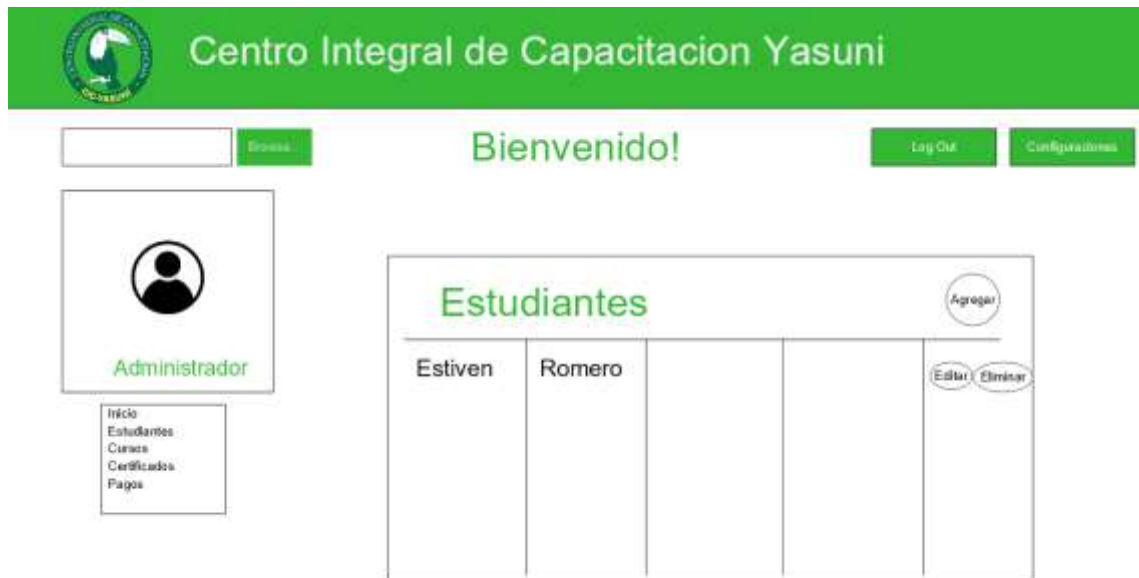 Centro Integral de Capacitacion Yasuni
Browse...
Bienvenido!
Log Out
Configuraciones
Administrador
Inicio
Estudiantes
Cursos
Certificados
Pagos
Estudiantes
Agregar
Estiven Romero
Editar Eliminar